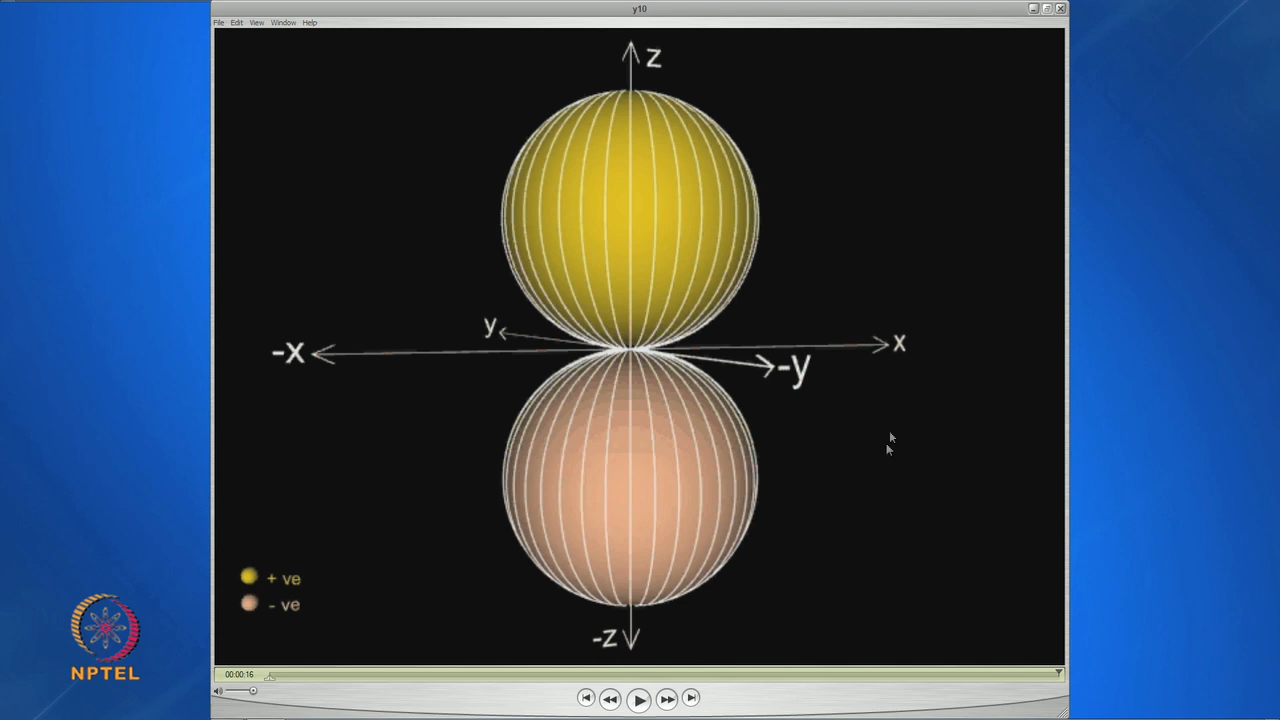 y10
File Edit View Window Help
z
y
-x
x
-y
+ ve
- ve
-z
NPTEL
00:00:16